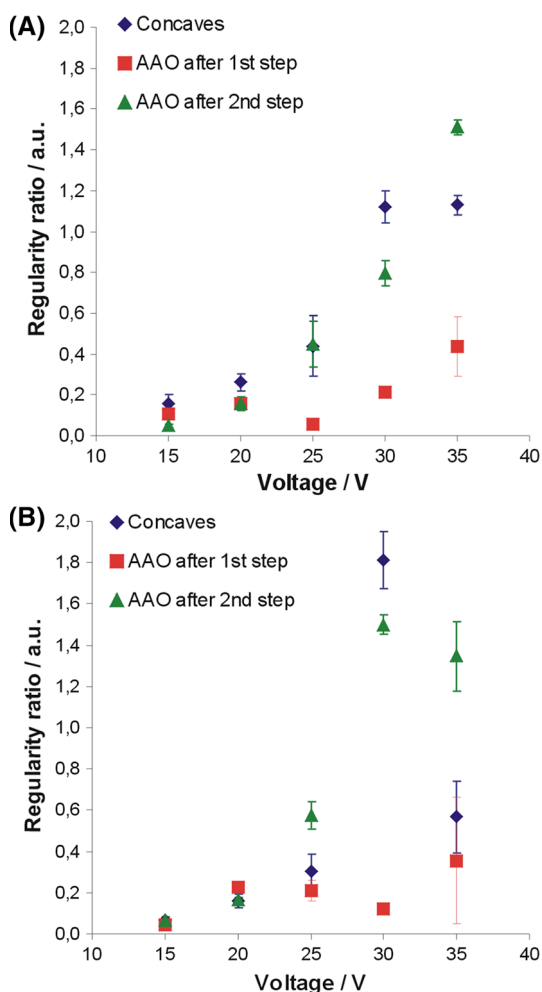 (A)
Concaves
AAO after 1st step
AAO after 2nd step
Regularity ratio / a.u.
2,0
1,8
1,6
1,4
1,2
1,0
0,8
0,6
0,4
0,2
0,0
10 15 20 25 30 35 40
Voltage / V
(B)
Concaves
AAO after 1st step
AAO after 2nd step
Regularity ratio / a.u.
2,0
1,8
1,6
1,4
1,2
1,0
0,8
0,6
0,4
0,2
0,0
10 15 20 25 30 35 40
Voltage / V